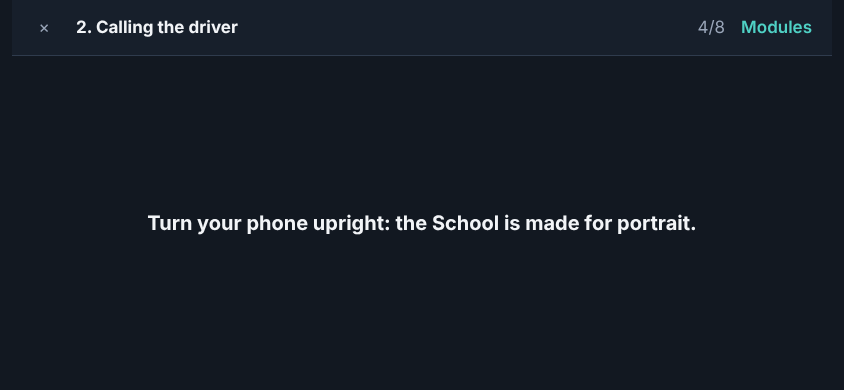 × 2. Calling the driver 4/8 Modules
Turn your phone upright: the School is made for portrait.